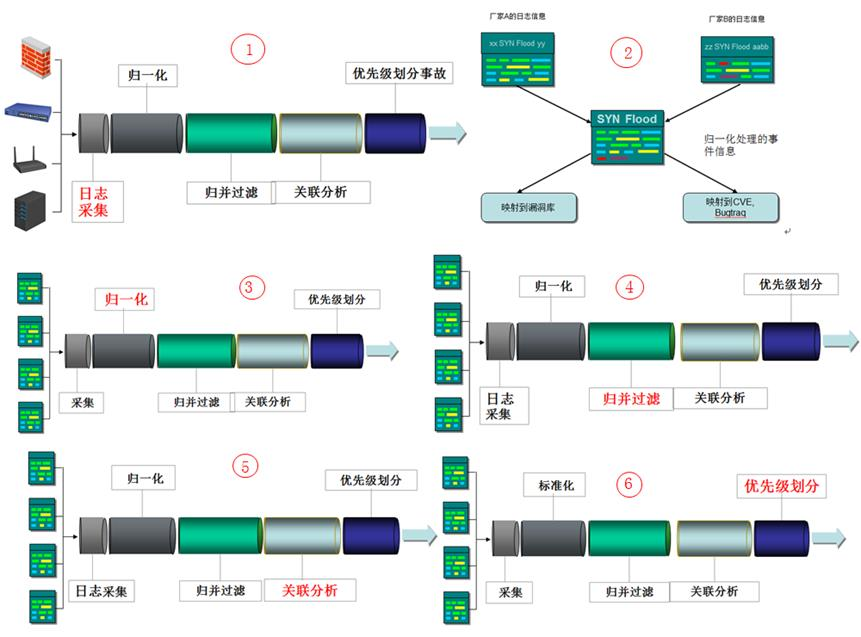 ①
归一化
优先级划分事故
日志
采集
归并过滤
关联分析
②
厂家A的日志信息
厂家B的日志信息
xx SYN Flood yy
zz SYN Flood aabb
SYN Flood
归一化处理的事
件信息
映射到漏洞库
映射到CVE,
Bugtraq
③
归一化
优先级划分
采集
归并过滤
关联分析
④
归一化
优先级划分
日志
采集
归并过滤
关联分析
⑤
归一化
优先级划分
日志采集
归并过滤
关联分析
⑥
标准化
优先级划分
采集
归并过滤
关联分析